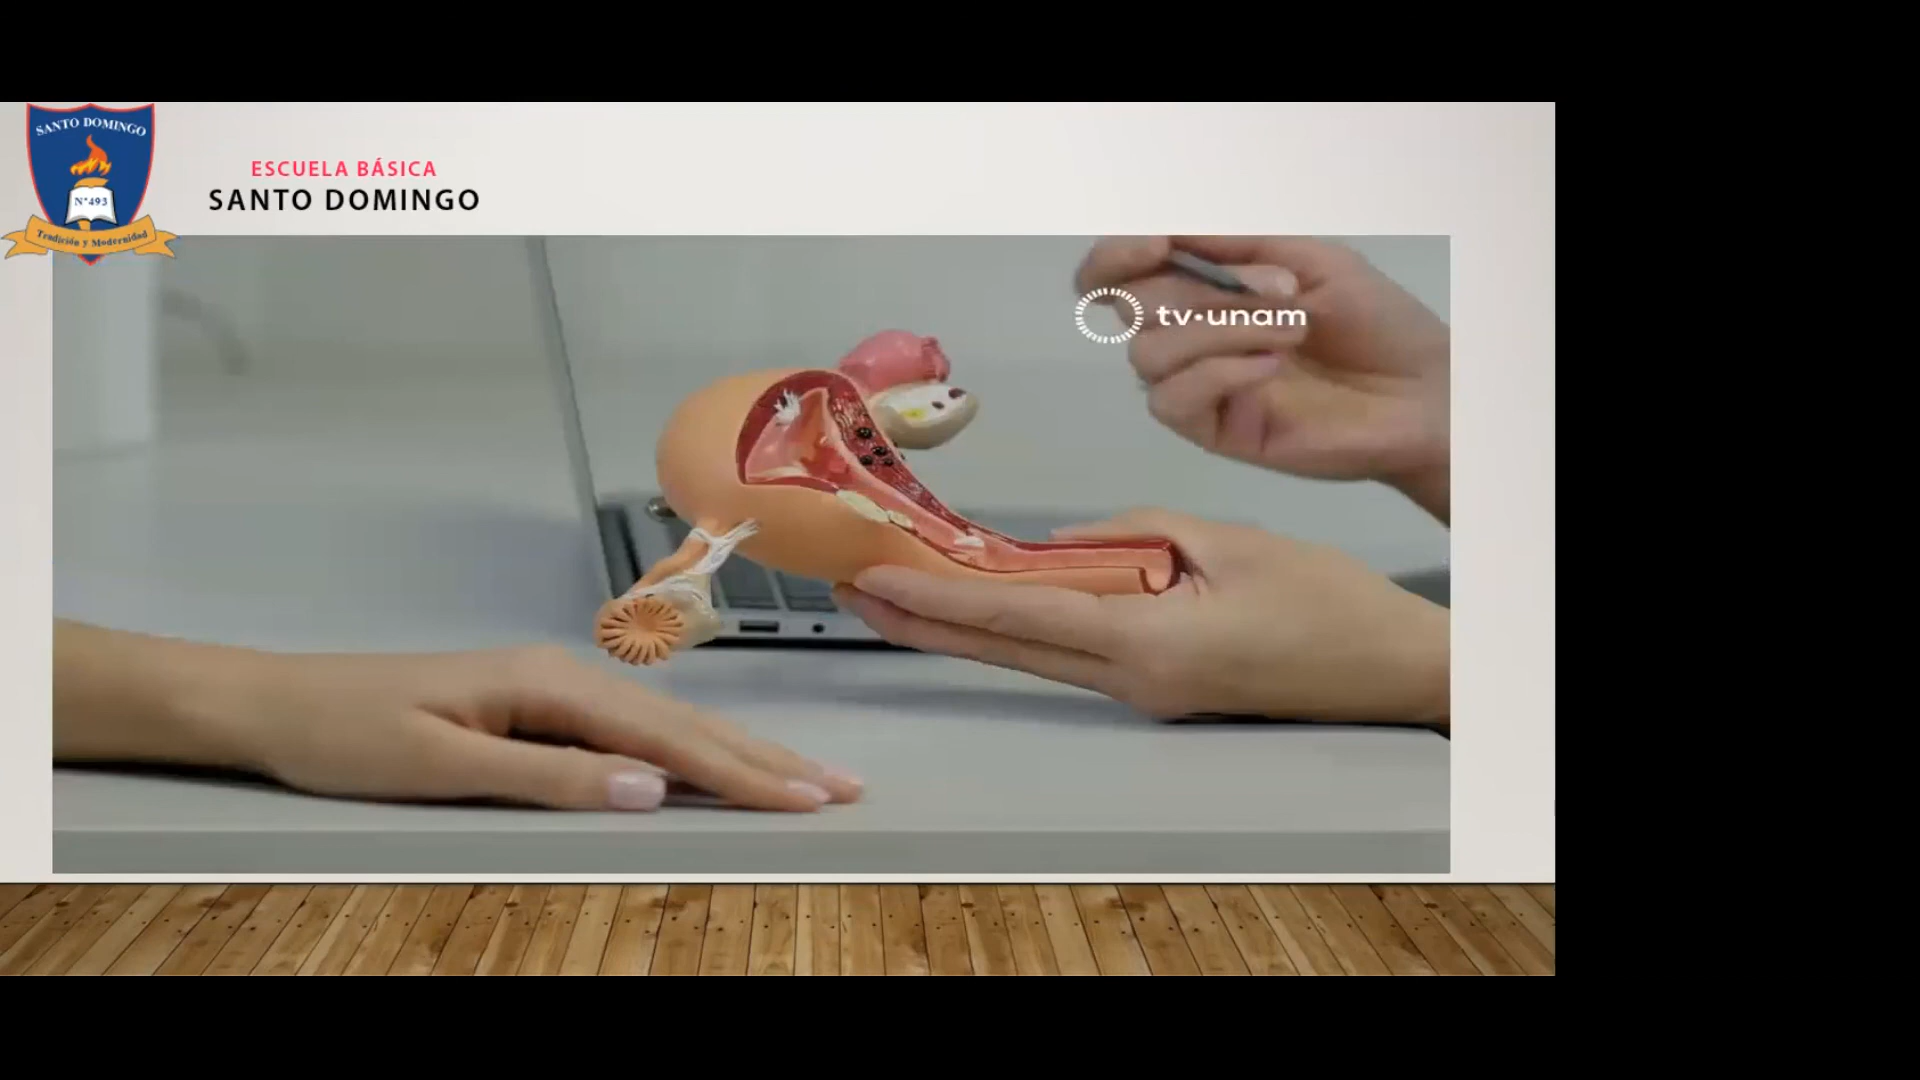 SANTO DOMINGO
N°493
Tradición y Modernidad
ESCUELA BÁSICA
SANTO DOMINGO
tv•unam